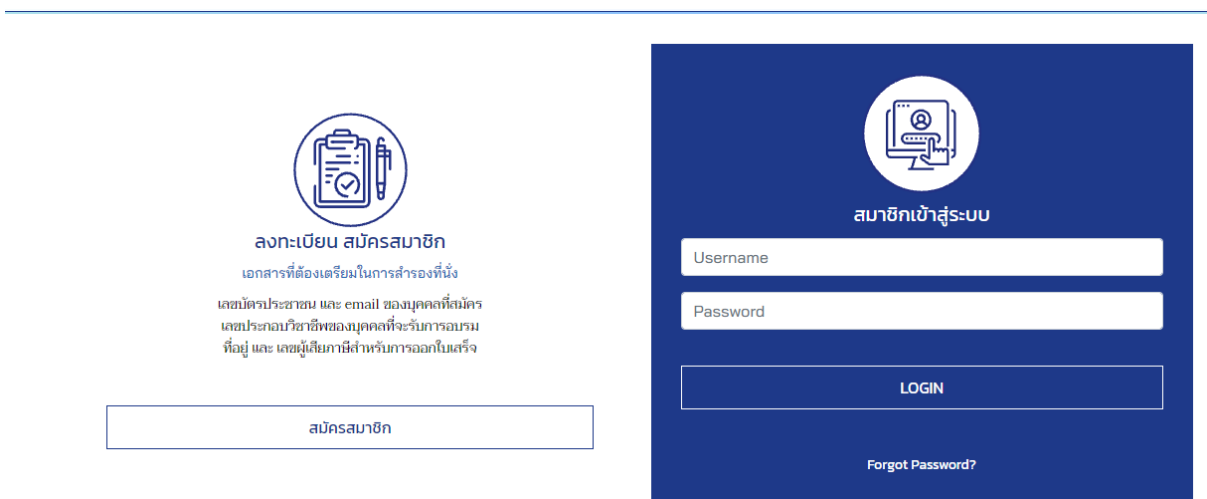 ลงทะเบียน สมัครสมาชิก
เอกสารที่ต้องเตรียมในการสำรองที่นั่ง
เลขบัตรประชาชน และ email ของบุคคลที่สมัคร
เลขประกอบวิชาชีพของบุคคลที่จะรับการอบรม
ที่อยู่ และ เลขผู้เสียภาษีสำหรับการออกใบเสร็จ
สมัครสมาชิก
สมาชิกเข้าสู่ระบบ
Username
Password
LOGIN
Forgot Password?